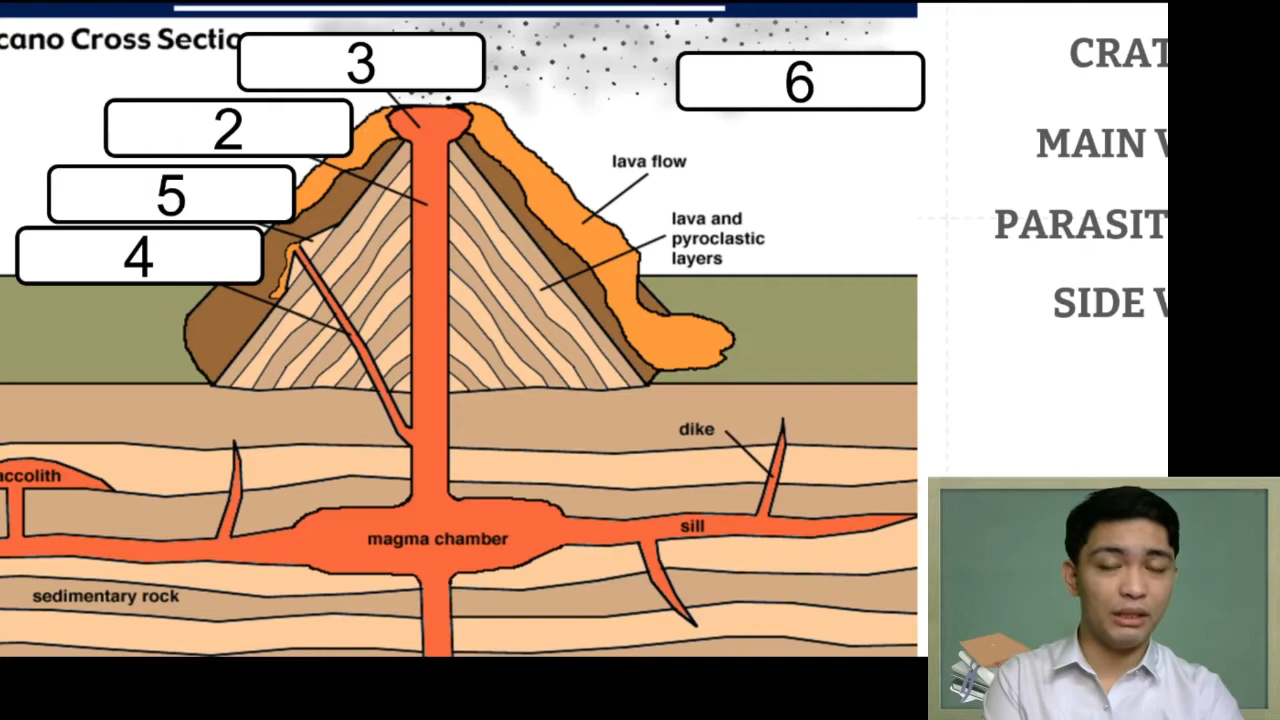 cano Cross Sectio
3
6
2
5
4
lava flow
lava and
pyroclastic
layers
dike
accolith
sill
magma chamber
sedimentary rock
CRAT
MAIN V
PARASIT
SIDE V